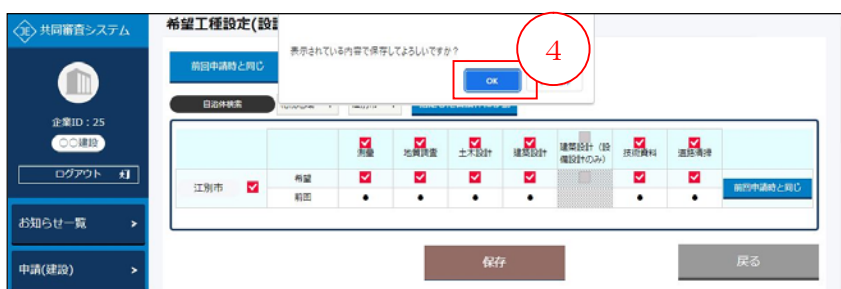 共同審査システム
企業ID：25
〇〇建設
ログアウト
お知らせ一覧
申請(建設)
希望工種設定(設
表示されている内容で保存してよろしいですか？
OK
4
前回申請時と同じ
自治体検索
測量
地質調査
土木設計
建築設計
建築設計（設
備設計のみ）
技術資料
道路清掃
江別市
希望
前回
前回申請時と同じ
保存
戻る